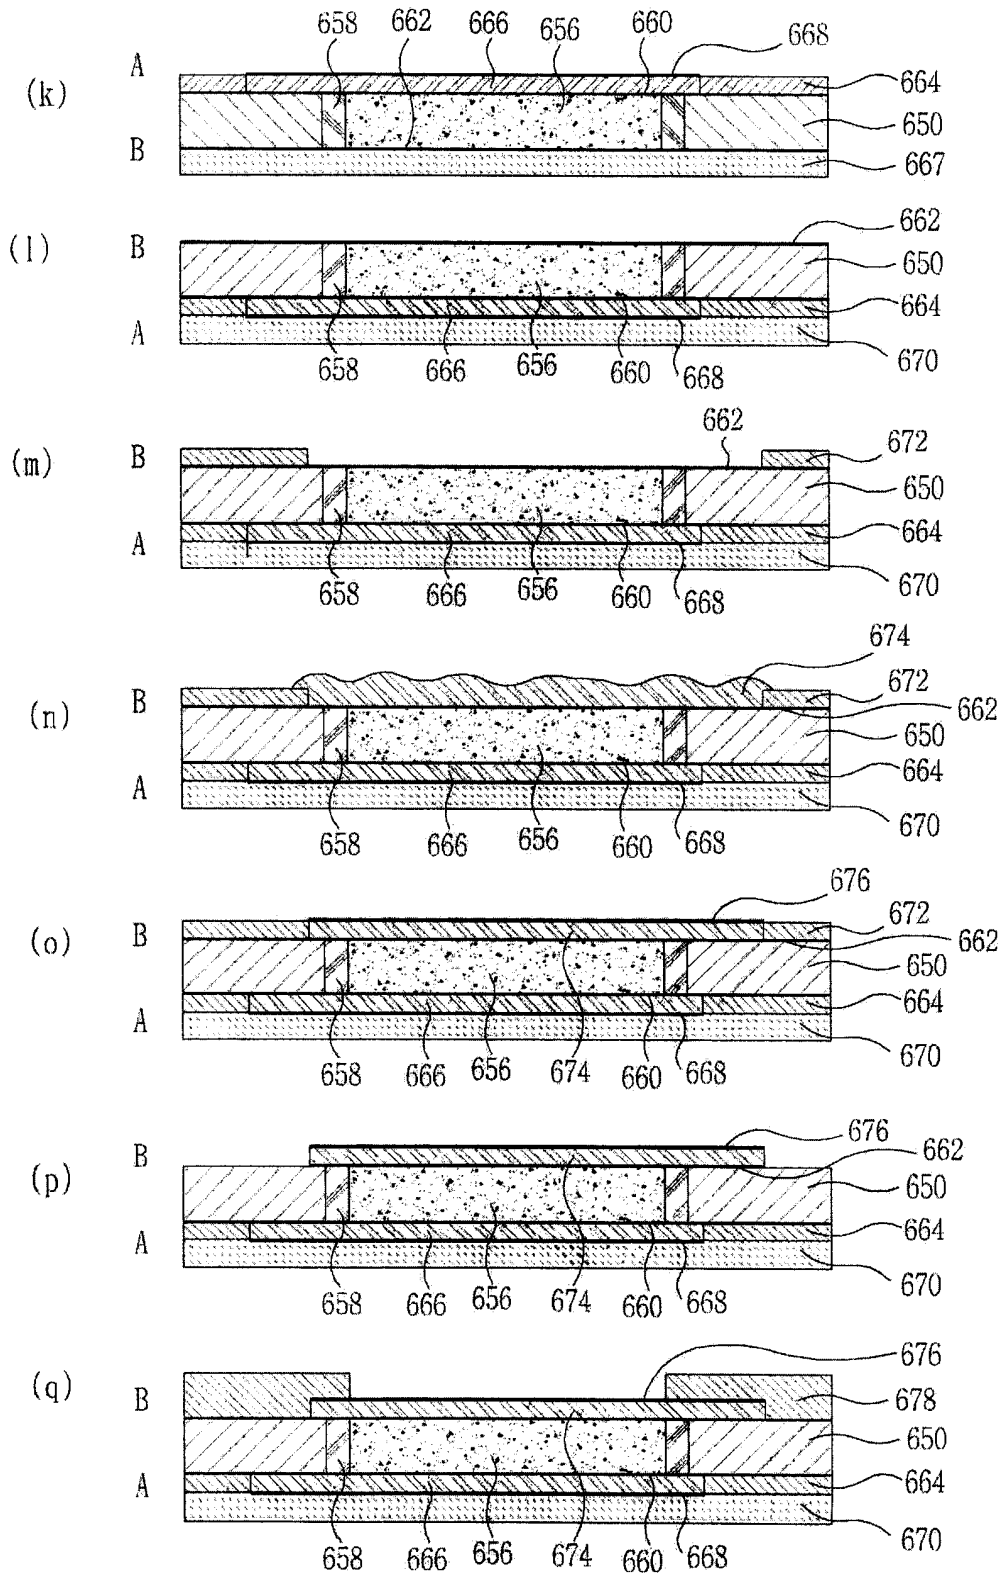 658 662 666 656 660 668
(k) A 664
650
B 667
662
(l) B 650
664
A 670
658 666 656 660 668
662
(m) B 672
650
A 664
670
658 666 656 660 668
674
(n) B 672
662
650
A 664
670
658 666 656 660 668
676
(o) B 672
662
650
A 664
670
658 666 656 674 660 668
676
(p) B 662
650
A 664
670
658 666 656 674 660 668
676
(q) B 678
650
A 664
670
658 666 656 674 660 668